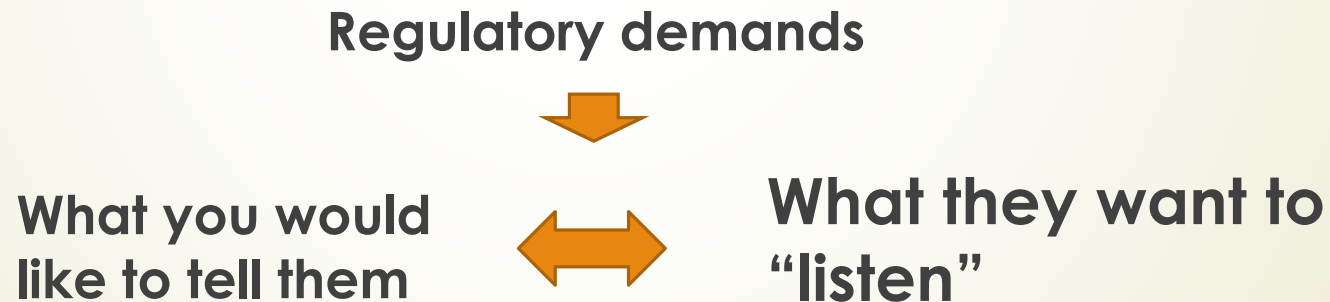 Regulatory demands
What you would
like to tell them
What they want to
“listen”